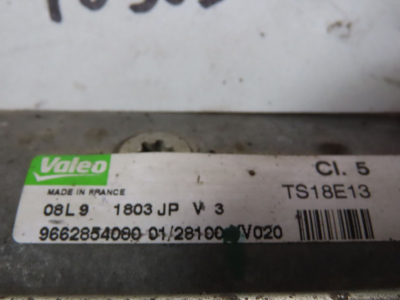 Valeo
Cl. 5
MADE IN FRANCE
TS18E13
08L9 1803 JP V 3
9662854080 01/28100 V020